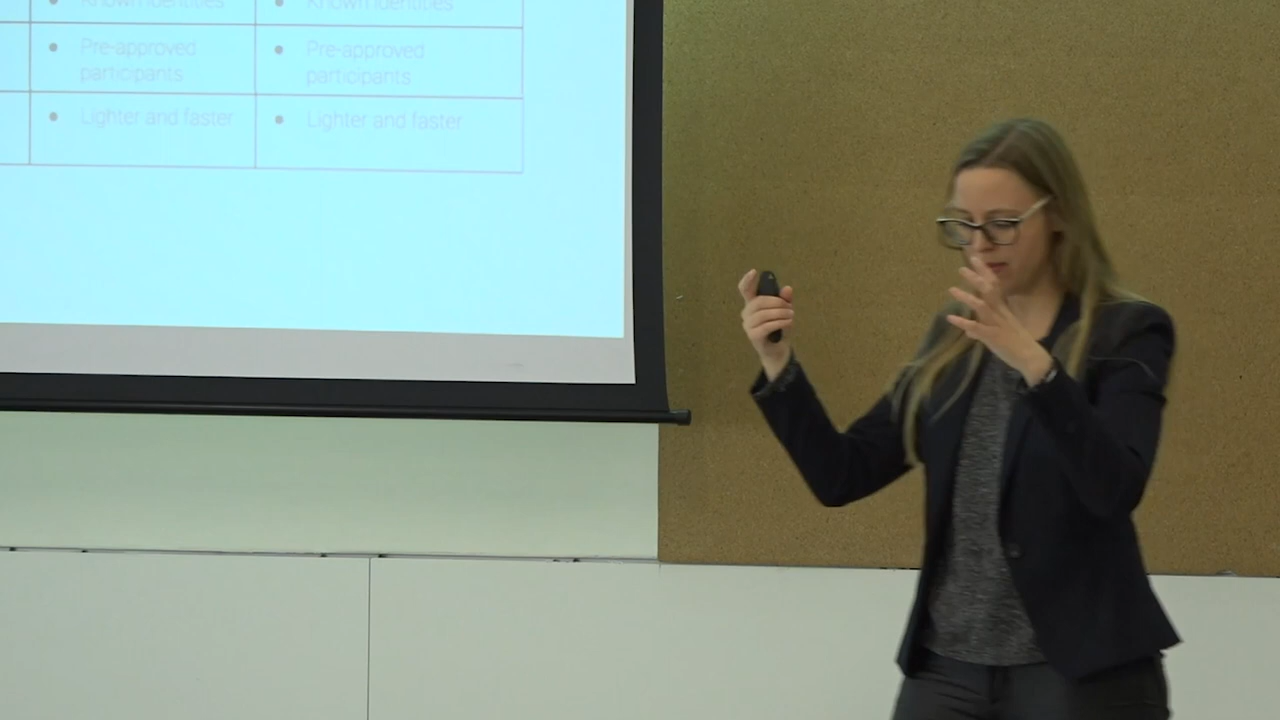 Known identities Known identities
Pre-approved Pre-approved
participants participants
Lighter and faster Lighter and faster